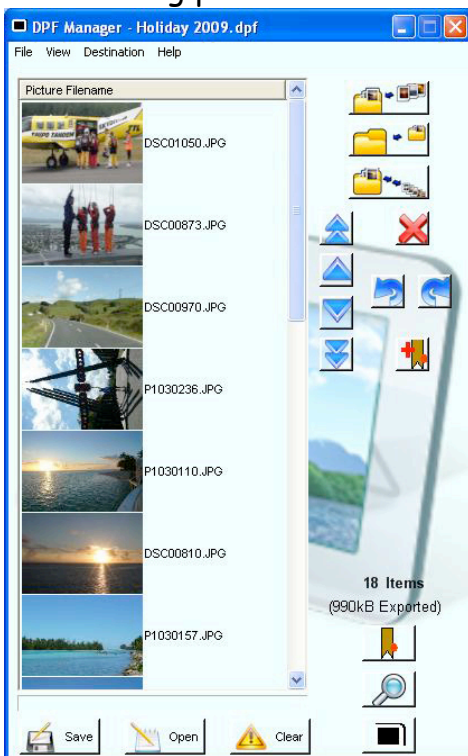 DPF Manager - Holiday 2009.dpf
File View Destination Help
Picture Filename
DSC01050.JPG
DSC00873.JPG
DSC00970.JPG
P1030236.JPG
P1030110.JPG
DSC00810.JPG
P1030157.JPG
18 Items
(990kB Exported)
Save Open Clear